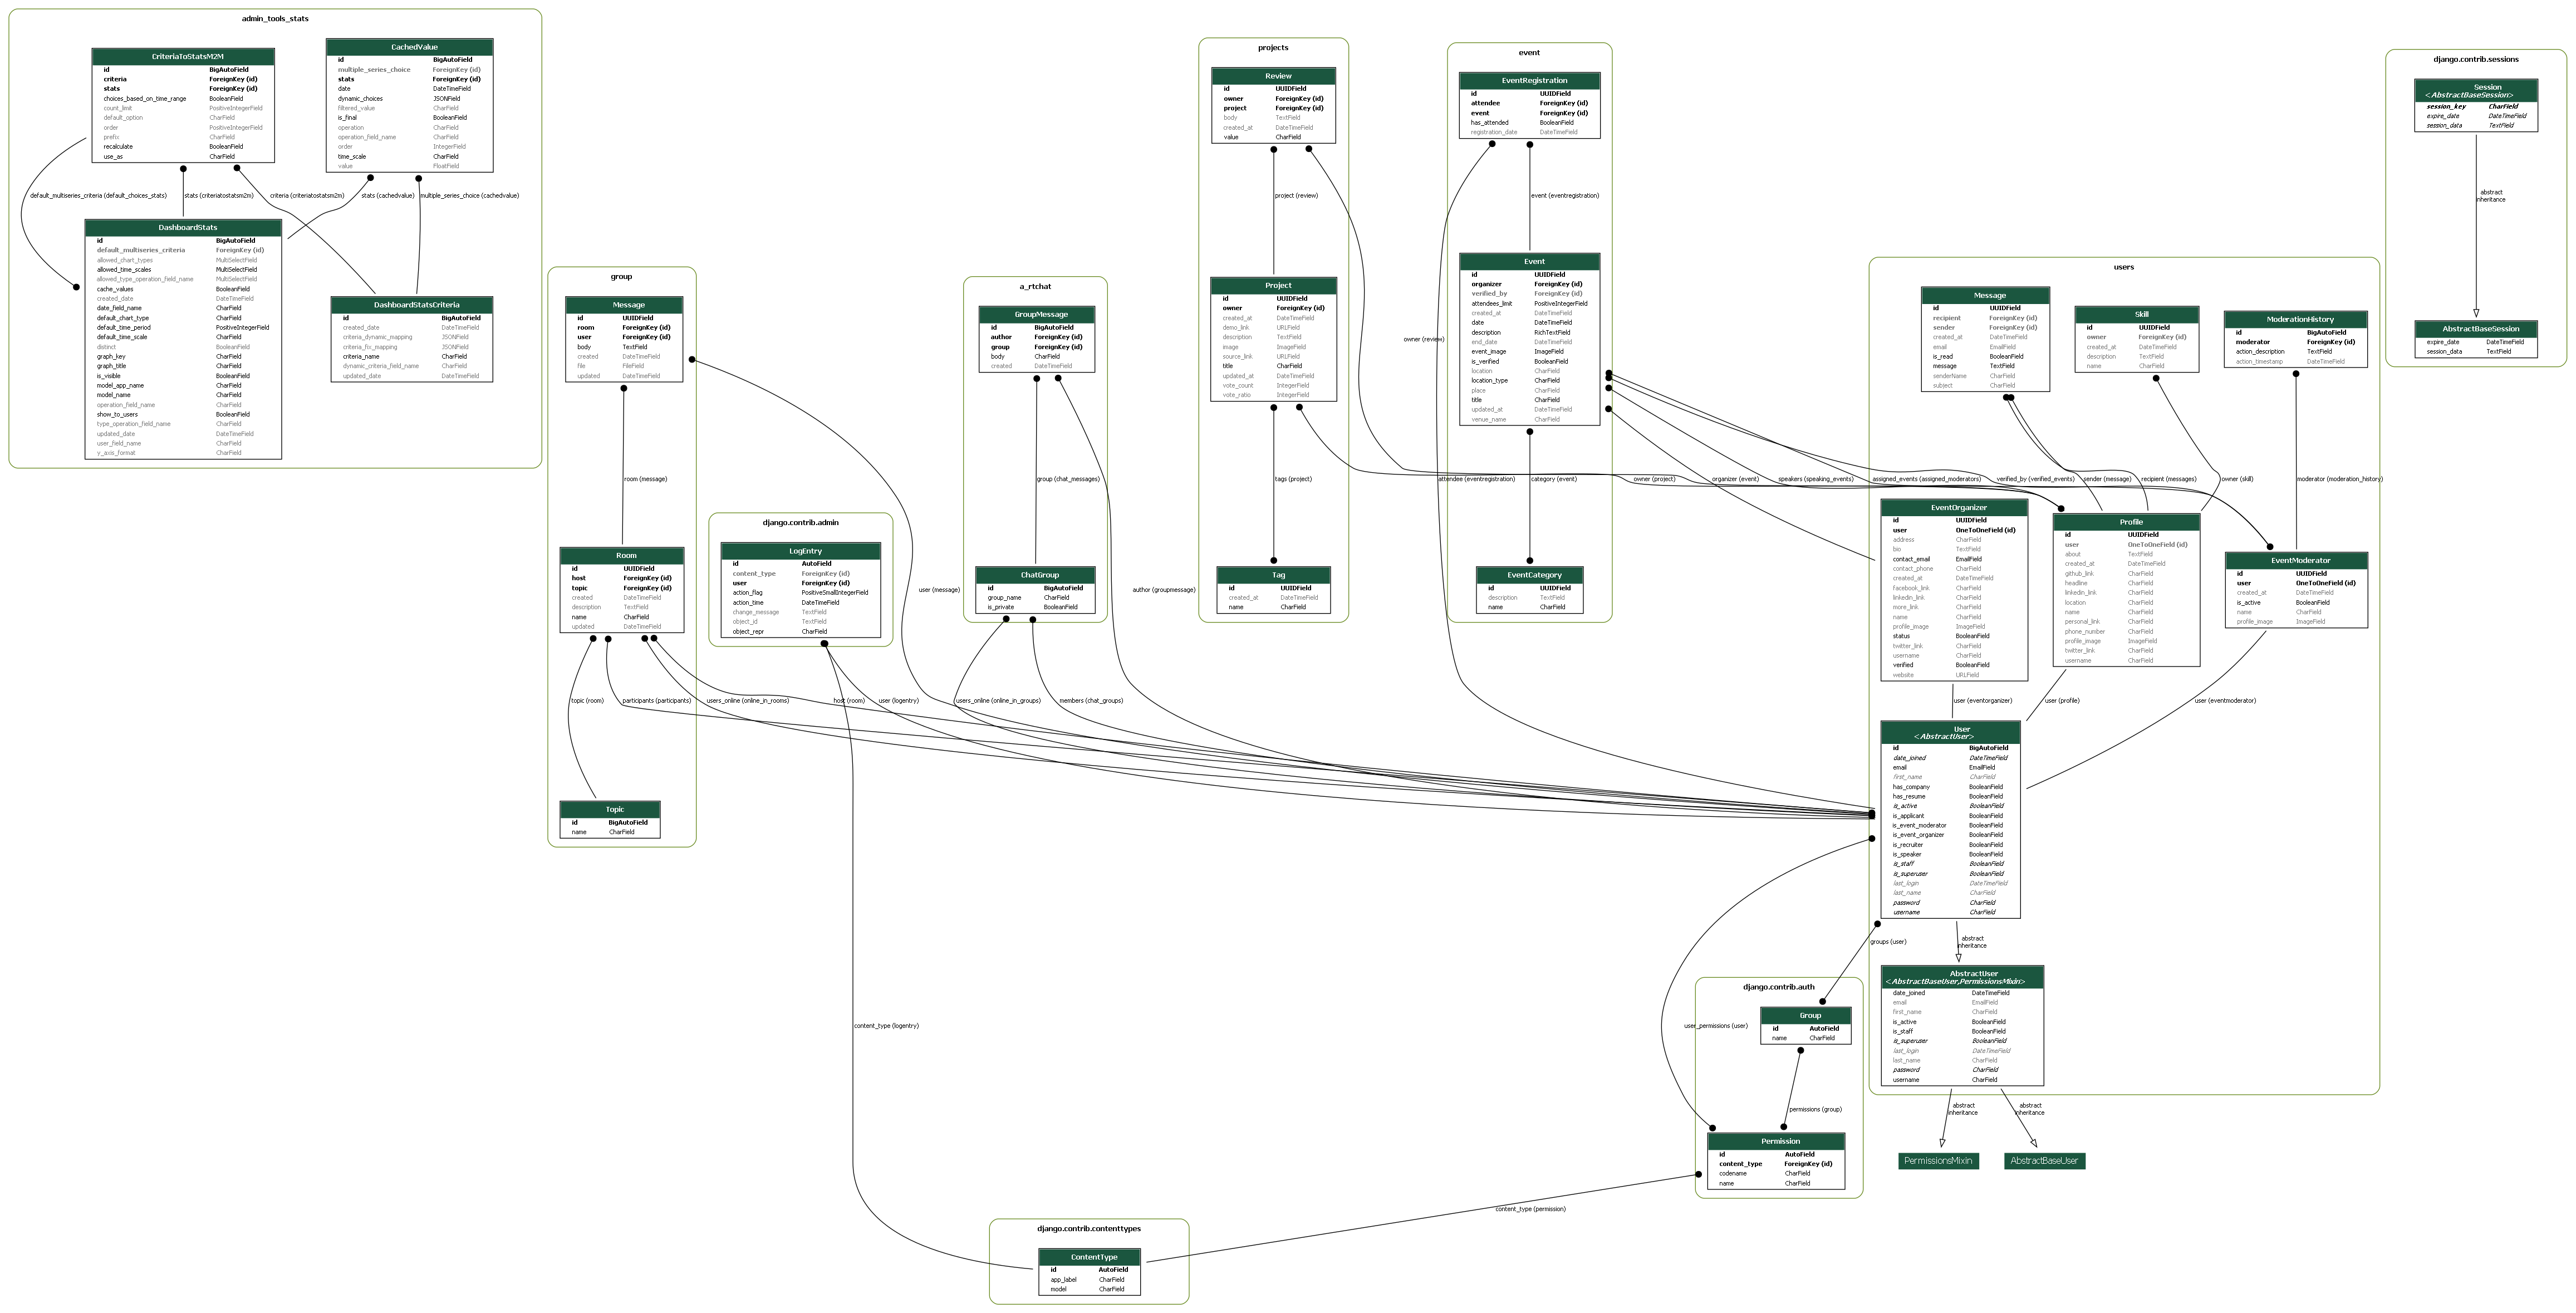 admin_tools_stats
CriteriaToStatsM2M
id BigAutoField
criteria ForeignKey (id)
stats ForeignKey (id)
choices_based_on_time_range BooleanField
count_limit PositiveIntegerField
default_option CharField
order PositiveIntegerField
prefix CharField
recalculate BooleanField
use_as CharField
CachedValue
id BigAutoField
multiple_series_choice ForeignKey (id)
stats ForeignKey (id)
date DateTimeField
dynamic_choices JSONField
filtered_value CharField
is_final BooleanField
operation CharField
operation_field_name CharField
order IntegerField
time_scale CharField
value FloatField
default_multiseries_criteria (default_choices_stats)
stats (criteriatostatsm2m)
criteria (criteriatostatsm2m)
stats (cachedvalue)
multiple_series_choice (cachedvalue)
DashboardStats
id BigAutoField
default_multiseries_criteria ForeignKey (id)
allowed_chart_types MultiSelectField
allowed_time_scales MultiSelectField
allowed_type_operation_field_name MultiSelectField
cache_values BooleanField
created_date DateTimeField
date_field_name CharField
default_chart_type CharField
default_time_period PositiveIntegerField
default_time_scale CharField
distinct BooleanField
graph_key CharField
graph_title CharField
is_visible BooleanField
model_app_name CharField
model_name CharField
operation_field_name CharField
show_to_users BooleanField
type_operation_field_name CharField
updated_date DateTimeField
user_field_name CharField
y_axis_format CharField
DashboardStatsCriteria
id BigAutoField
created_date DateTimeField
criteria_dynamic_mapping JSONField
criteria_fix_mapping JSONField
criteria_name CharField
dynamic_criteria_field_name CharField
updated_date DateTimeField
group
Message
id UUIDField
room ForeignKey (id)
user ForeignKey (id)
body TextField
created DateTimeField
file FileField
updated DateTimeField
room (message)
Room
id UUIDField
host ForeignKey (id)
topic ForeignKey (id)
created DateTimeField
description TextField
name CharField
updated DateTimeField
topic (room)
participants (participants)
users_online (online_in_rooms)
host (room)
user (logentry)
Topic
id BigAutoField
name CharField
django.contrib.admin
LogEntry
id AutoField
content_type ForeignKey (id)
user ForeignKey (id)
action_flag PositiveSmallIntegerField
action_time DateTimeField
change_message TextField
object_id TextField
object_repr CharField
user (message)
content_type (logentry)
a_rtchat
GroupMessage
id BigAutoField
author ForeignKey (id)
group ForeignKey (id)
body CharField
created DateTimeField
group (chat_messages)
ChatGroup
id BigAutoField
group_name CharField
is_private BooleanField
author (groupmessage)
users_online (online_in_groups)
members (chat_groups)
projects
Review
id UUIDField
owner ForeignKey (id)
project ForeignKey (id)
body TextField
created_at DateTimeField
value CharField
project (review)
Project
id UUIDField
owner ForeignKey (id)
created_at DateTimeField
demo_link URLField
description TextField
image ImageField
source_link URLField
title CharField
updated_at DateTimeField
vote_count IntegerField
vote_ratio IntegerField
owner (review)
tags (project)
Tag
id UUIDField
created_at DateTimeField
name CharField
event
EventRegistration
id UUIDField
attendee ForeignKey (id)
event ForeignKey (id)
has_attended BooleanField
registration_date DateTimeField
event (eventregistration)
Event
id UUIDField
organizer ForeignKey (id)
verified_by ForeignKey (id)
attendees_limit PositiveIntegerField
created_at DateTimeField
date DateTimeField
description RichTextField
end_date DateTimeField
event_image ImageField
is_verified BooleanField
location CharField
location_type CharField
place CharField
title CharField
updated_at DateTimeField
venue_name CharField
attendee (eventregistration)
category (event)
owner (project)
organizer (event)
speakers (speaking_events)
assigned_events (assigned_moderators)
verified_by (verified_events)
sender (message)
recipient (messages)
owner (skill)
moderator (moderation_history)
EventCategory
id UUIDField
description TextField
name CharField
users
Message
id UUIDField
recipient ForeignKey (id)
sender ForeignKey (id)
created_at DateTimeField
email EmailField
is_read BooleanField
message TextField
senderName CharField
subject CharField
Skill
id UUIDField
owner ForeignKey (id)
created_at DateTimeField
description TextField
name CharField
ModerationHistory
id BigAutoField
moderator ForeignKey (id)
action_description TextField
action_timestamp DateTimeField
EventOrganizer
id UUIDField
user OneToOneField (id)
address CharField
bio TextField
contact_email EmailField
contact_phone CharField
created_at DateTimeField
facebook_link CharField
linkedin_link CharField
more_link CharField
name CharField
profile_image ImageField
status BooleanField
twitter_link CharField
username CharField
verified BooleanField
website URLField
Profile
id UUIDField
user OneToOneField (id)
about TextField
created_at DateTimeField
github_link CharField
headline CharField
linkedin_link CharField
location CharField
name CharField
personal_link CharField
phone_number CharField
profile_image ImageField
twitter_link CharField
username CharField
EventModerator
id UUIDField
user OneToOneField (id)
created_at DateTimeField
is_active BooleanField
name CharField
profile_image ImageField
user (eventorganizer)
user (profile)
user (eventmoderator)
User
<AbstractUser>
id BigAutoField
date_joined DateTimeField
email EmailField
first_name CharField
has_company BooleanField
has_resume BooleanField
is_active BooleanField
is_applicant BooleanField
is_event_moderator BooleanField
is_event_organizer BooleanField
is_recruiter BooleanField
is_speaker BooleanField
is_staff BooleanField
is_superuser BooleanField
last_login DateTimeField
last_name CharField
password CharField
username CharField
groups (user)
abstract
inheritance
AbstractUser
<AbstractBaseUser,PermissionsMixin>
date_joined DateTimeField
email EmailField
first_name CharField
is_active BooleanField
is_staff BooleanField
is_superuser BooleanField
last_login DateTimeField
last_name CharField
password CharField
username CharField
abstract
inheritance
abstract
inheritance
PermissionsMixin
AbstractBaseUser
django.contrib.auth
Group
id AutoField
name CharField
user_permissions (user)
permissions (group)
Permission
id AutoField
content_type ForeignKey (id)
codename CharField
name CharField
content_type (permission)
django.contrib.contenttypes
ContentType
id AutoField
app_label CharField
model CharField
django.contrib.sessions
Session
<AbstractBaseSession>
session_key CharField
expire_date DateTimeField
session_data TextField
abstract
inheritance
AbstractBaseSession
expire_date DateTimeField
session_data TextField